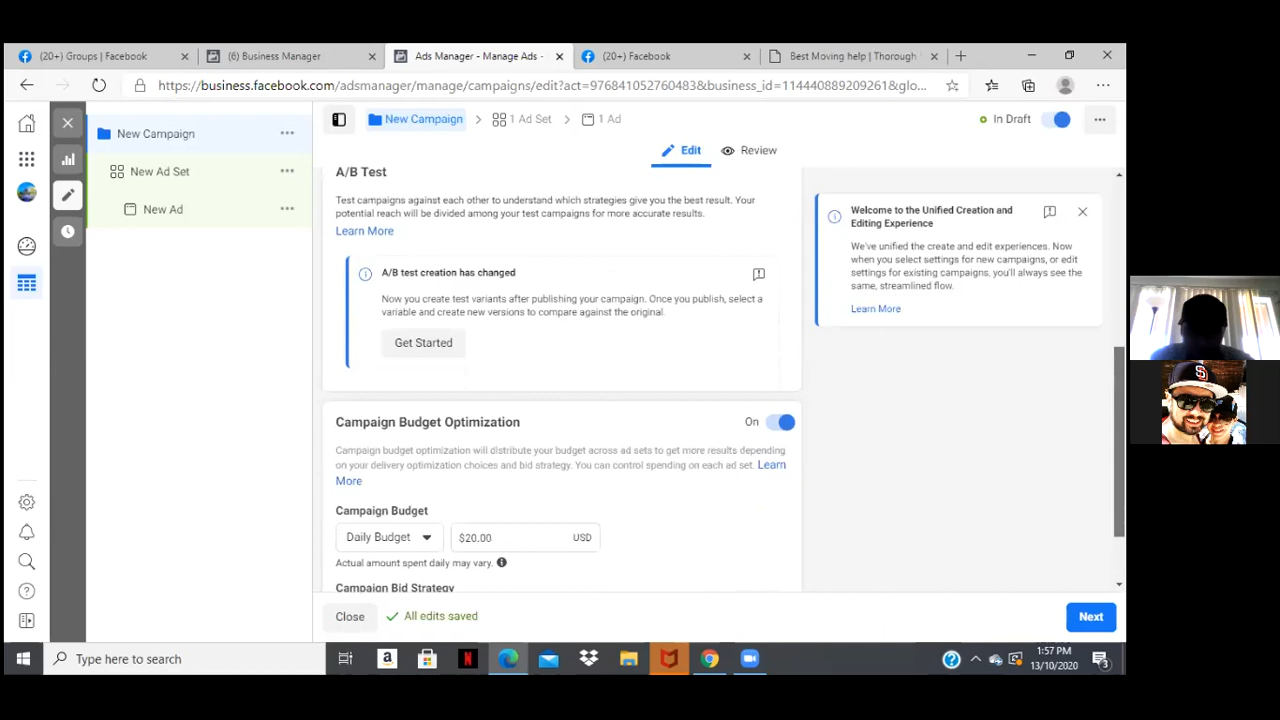 (20+) Groups | Facebook
(6) Business Manager
Ads Manager - Manage Ads -
(20+) Facebook
Best Moving help | Thorough
https://business.facebook.com/adsmanager/manage/campaigns/edit?act=976841052760483&business_id=114440889209261&glo...
New Campaign
New Ad Set
New Ad
New Campaign
1 Ad Set
1 Ad
In Draft
Edit
Review
A/B Test
Test campaigns against each other to understand which strategies give you the best result. Your
potential reach will be divided among your test campaigns for more accurate results.
Learn More
A/B test creation has changed
Now you create test variants after publishing your campaign. Once you publish, select a
variable and create new versions to compare against the original.
Get Started
Campaign Budget Optimization
On
Campaign budget optimization will distribute your budget across ad sets to get more results depending
on your delivery optimization choices and bid strategy. You can control spending on each ad set. Learn
More
Campaign Budget
Daily Budget
$20.00
USD
Actual amount spent daily may vary.
Campaign Bid Strategy
Close
All edits saved
Next
Welcome to the Unified Creation and
Editing Experience
We've unified the create and edit experiences. Now
when you select settings for new campaigns, or edit
settings for existing campaigns, you'll always see the
same, streamlined flow.
Learn More
Type here to search
1:57 PM
13/10/2020
3